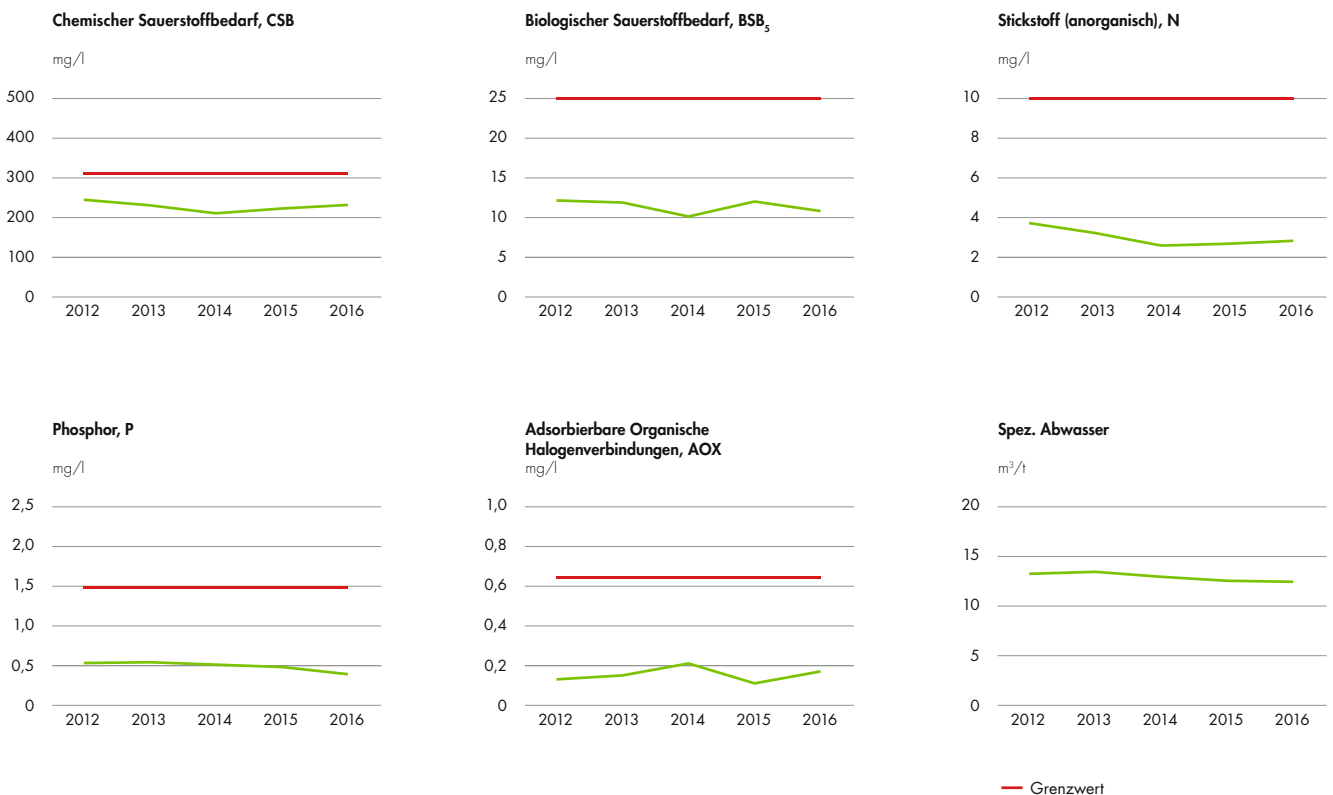 Chemischer Sauerstoffbedarf, CSB
mg/l
500
400
300
200
100
0
2012 2013 2014 2015 2016
Biologischer Sauerstoffbedarf, BSB₅
mg/l
25
20
15
10
5
0
2012 2013 2014 2015 2016
Stickstoff (anorganisch), N
mg/l
10
8
6
4
2
0
2012 2013 2014 2015 2016
Phosphor, P
mg/l
2,5
2,0
1,5
1,0
0,5
0
2012 2013 2014 2015 2016
Adsorbierbare Organische
Halogenverbindungen, AOX
mg/l
1,0
0,8
0,6
0,4
0,2
0
2012 2013 2014 2015 2016
Spez. Abwasser
m³/t
20
15
10
5
0
2012 2013 2014 2015 2016
Grenzwert